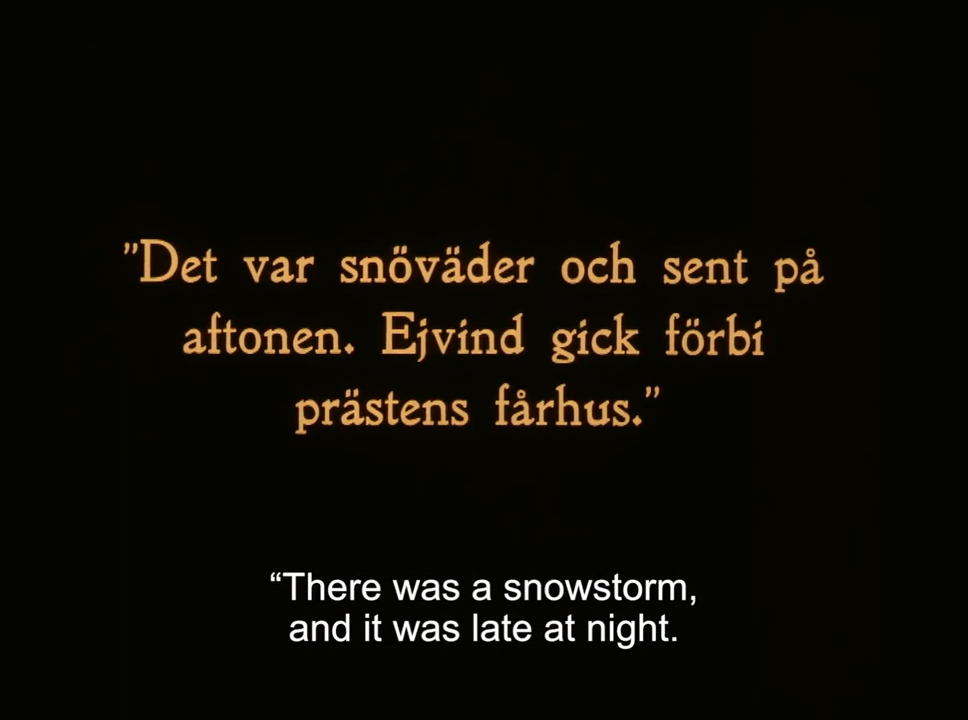 "Det var snöväder och sent på
aftonen. Ejvind gick förbi
prästens fårhus."
“There was a snowstorm,
and it was late at night.